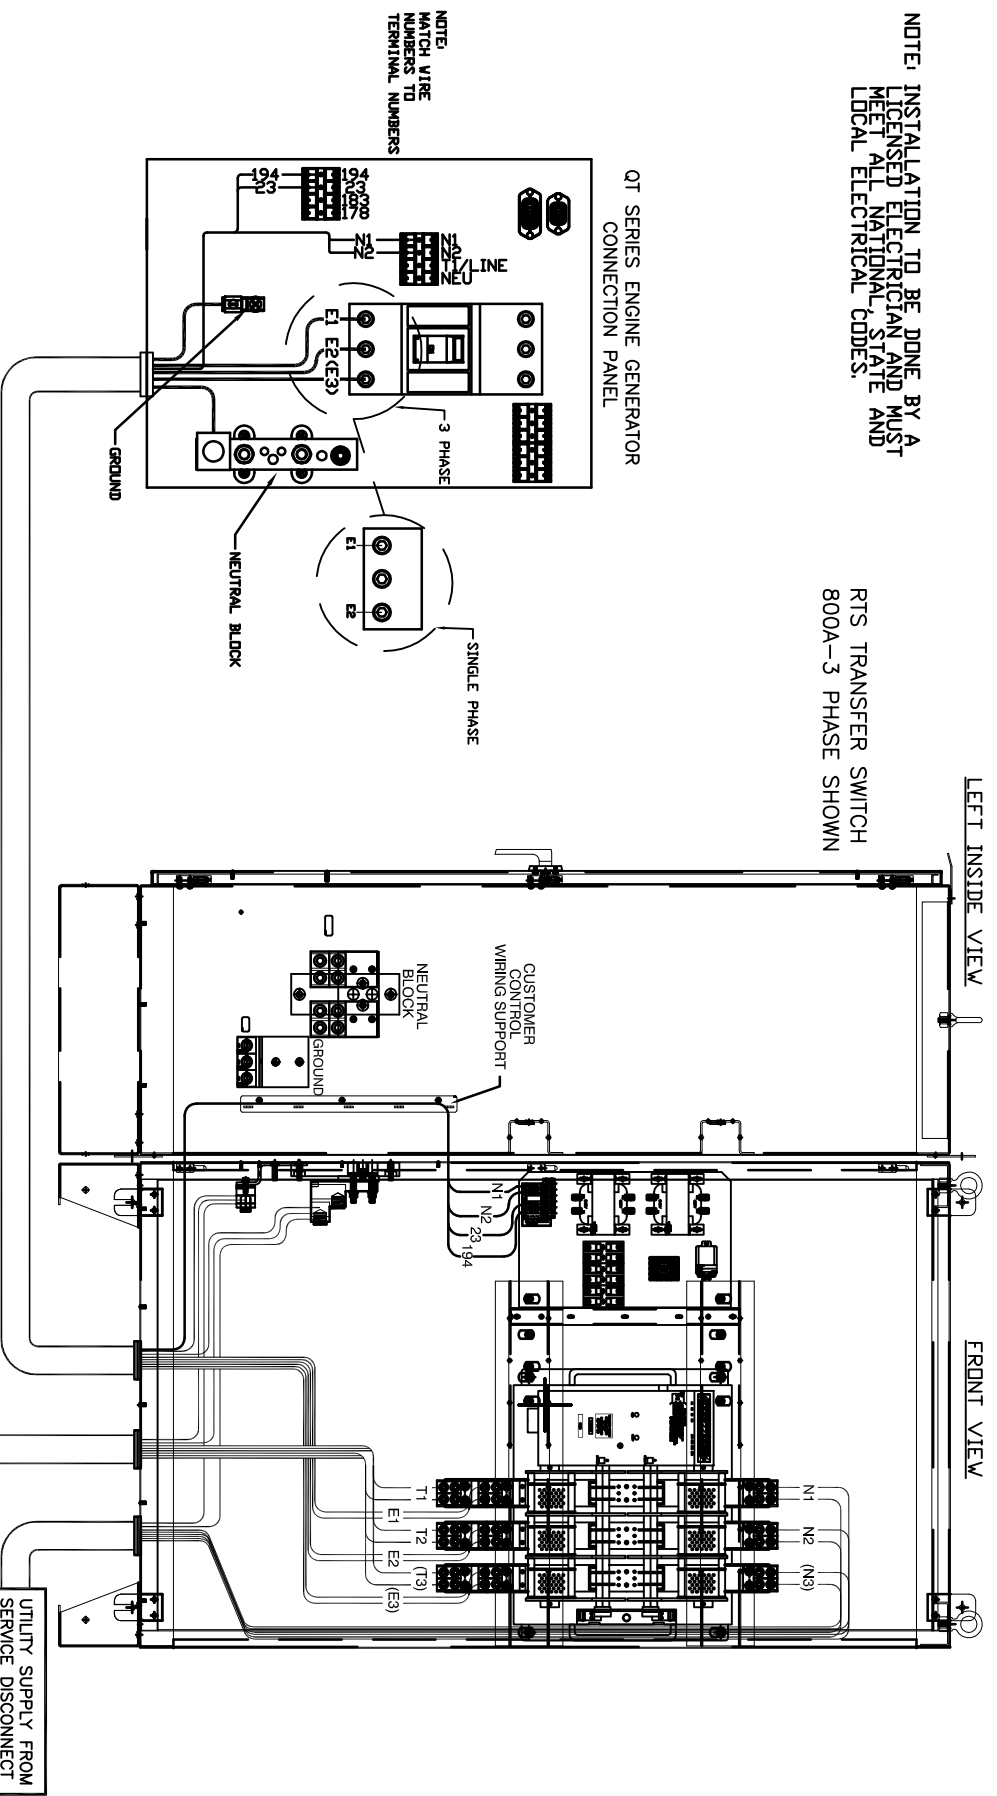 NOTE: INSTALLATION TO BE DONE BY A
LICENSED ELECTRICIAN AND MUST
MEET ALL NATIONAL, STATE AND
LOCAL ELECTRICAL CODES.
LEFT INSIDE VIEW
FRONT VIEW
RTS TRANSFER SWITCH
800A-3 PHASE SHOWN
QT SERIES ENGINE GENERATOR
CONNECTION PANEL
NOTE:
MATCH WIRE
NUMBERS TO
TERMINAL NUMBERS
194
23
194
23
183
178
N1
N2
N1
N2
T1/LINE
NEU
E1
E2
(E3)
3 PHASE
GROUND
NEUTRAL BLOCK
E1
E2
SINGLE PHASE
CUSTOMER
CONTROL
WIRING SUPPORT
NEUTRAL
BLOCK
GROUND
N1
N2
23
194
N1
N2
(N3)
T1
E1
T2
E2
(T3)
(E3)
UTILITY SUPPLY FROM
SERVICE DISCONNECT